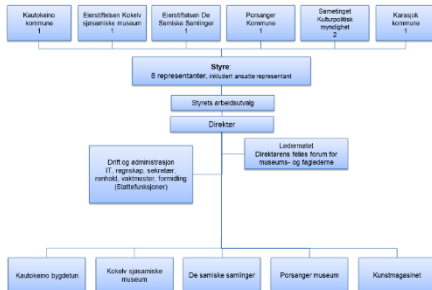 Kautokeino
kommune
1
Eierstiftelsen Kokelv
sjøsamiske museum
1
Eierstiftelsen De
Samiske Samlinger
1
Porsanger
Kommune
1
Sametinget
Kulturpolitisk
myndighet
2
Karasjok
kommune
1
Styre:
8 representanter, inkludert ansatte representant
Styrets arbeidsutvalg
Direktør
Ledermøtet
Direktørens felles forum for
museums- og faglederne
Drift og administrasjon
IT, regnskap, sekretær,
renhold, vaktmester, formidling
(Støttefunksjoner)
Kautokeino bygdetun
Kokelv sjøsamiske
museum
De samiske samlinger
Porsanger museum
Kunstmagasinet